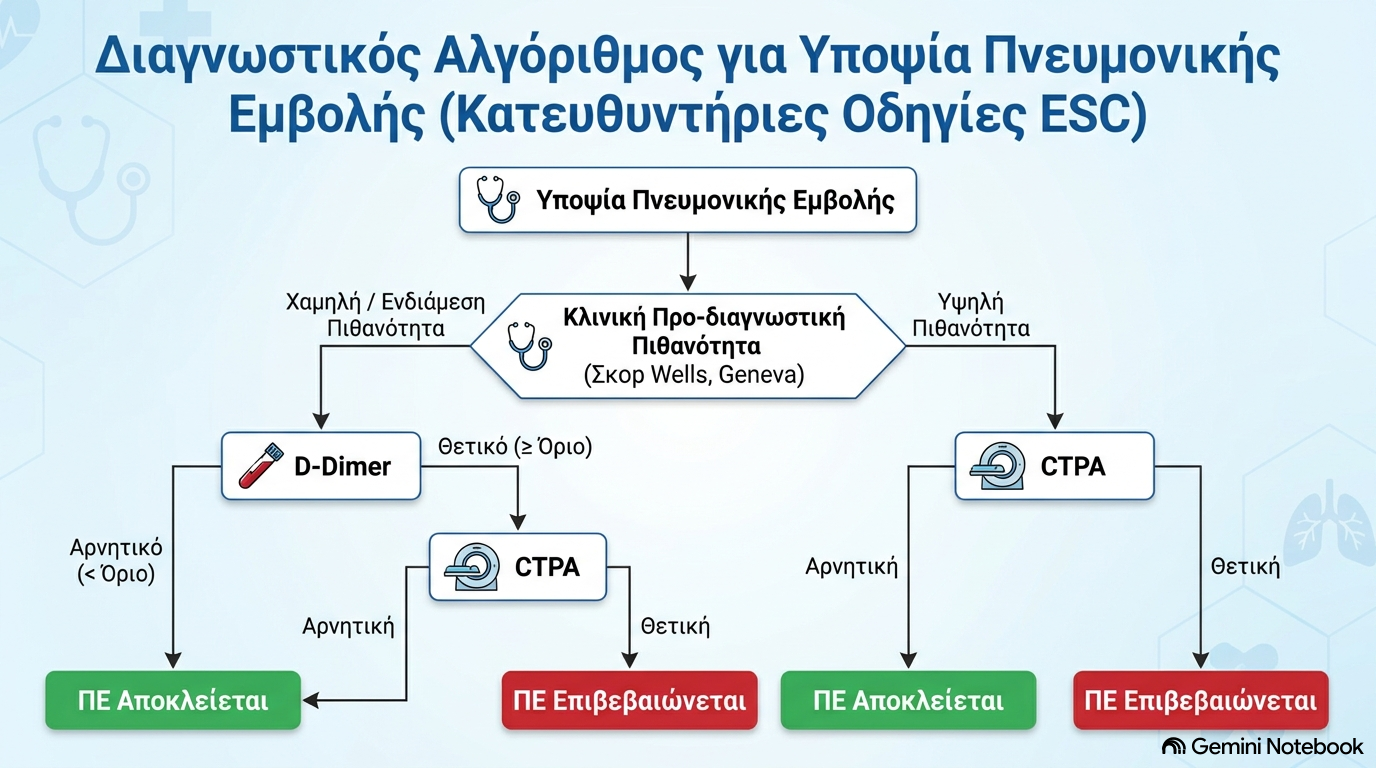 Διαγνωστικός Αλγόριθμος για Υποψία Πνευμονικής
Εμβολής (Κατευθυντήριες Οδηγίες ESC)
Υποψία Πνευμονικής Εμβολής
Χαμηλή / Ενδιάμεση
Πιθανότητα
Κλινική Προ-διαγνωστική
Πιθανότητα
(Σκορ Wells, Geneva)
Υψηλή
Πιθανότητα
D-Dimer
Θετικό (≥ Όριο)
CTPA
Αρνητικό
(< Όριο)
CTPA
Αρνητική
Θετική
Αρνητική
Θετική
ΠΕ Αποκλείεται
ΠΕ Επιβεβαιώνεται
ΠΕ Αποκλείεται
ΠΕ Επιβεβαιώνεται
Gemini Notebook